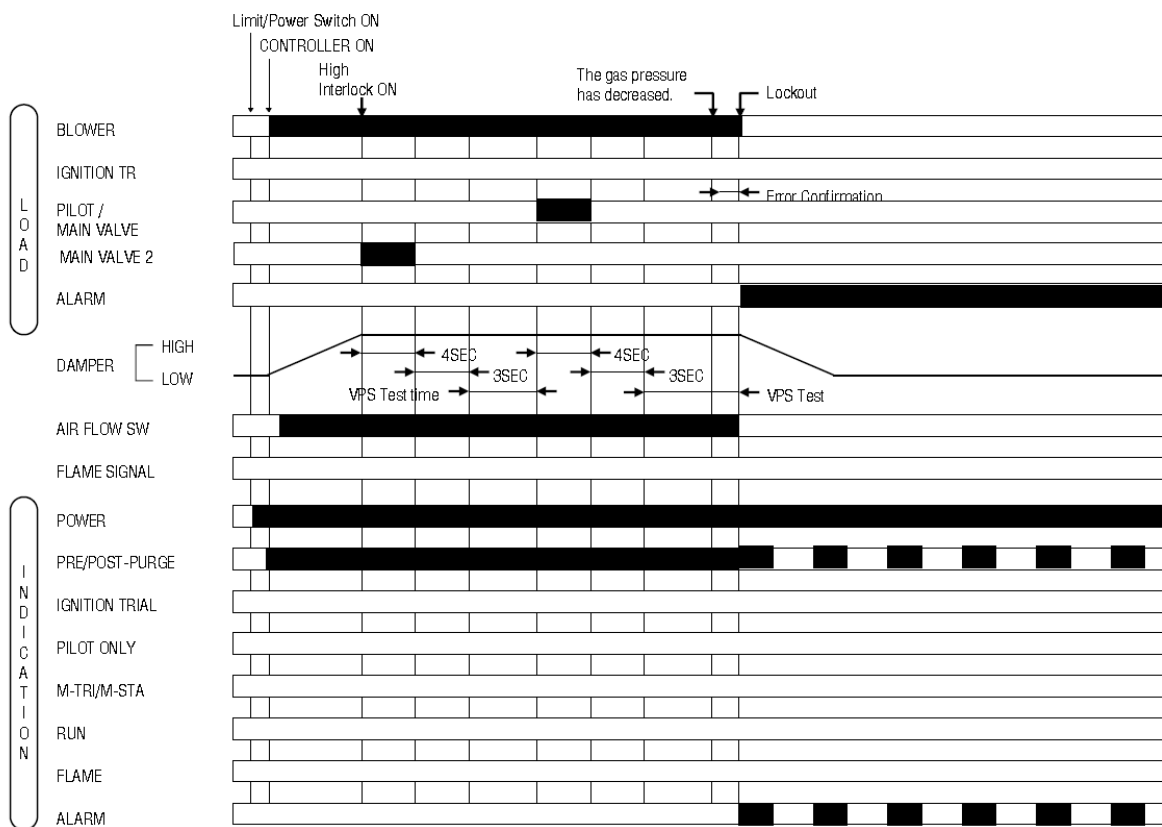 Limit/Power Switch ON
CONTROLLER ON
High
Interlock ON
The gas pressure
has decreased.
Lockout
LOAD
BLOWER
IGNITION TR
Error Confirmation
PILOT /
MAIN VALVE
MAIN VALVE 2
ALARM
DAMPER
HIGH
LOW
4SEC
4SEC
3SEC
3SEC
VPS Test time
VPS Test
AIR FLOW SW
FLAME SIGNAL
INDICATION
POWER
PRE/POST-PURGE
IGNITION TRIAL
PILOT ONLY
M-TRI/M-STA
RUN
FLAME
ALARM